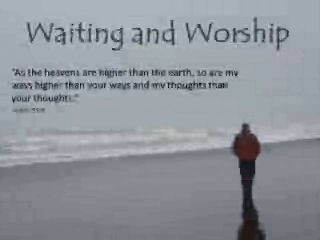 Waiting and Worship
"As the heavens are higher than the earth, so are my
ways higher than your ways and my thoughts than
your thoughts."